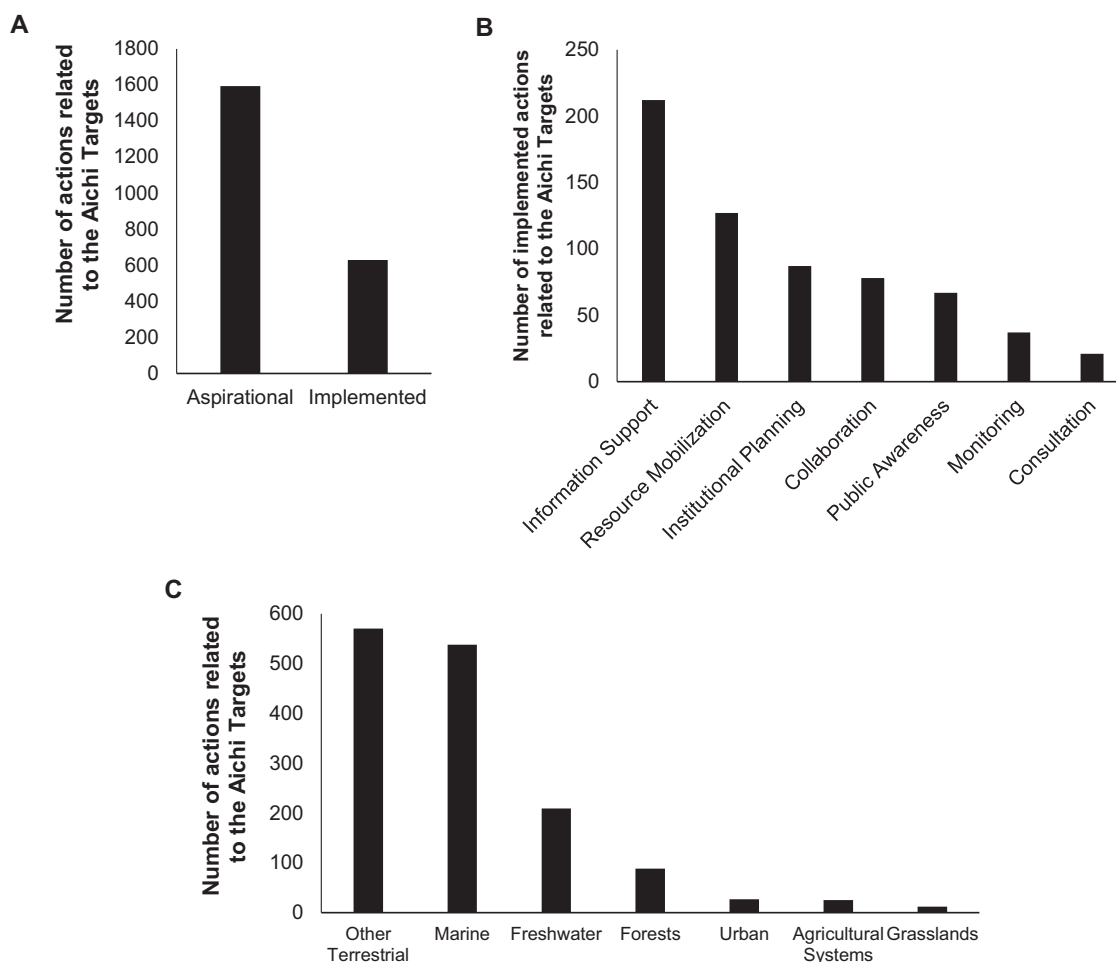 A
Number of actions related
to the Aichi Targets
1800
1600
1400
1200
1000
800
600
400
200
0
Aspirational
Implemented
B
Number of implemented actions
related to the Aichi Targets
250
200
150
100
50
0
Information Support
Resource Mobilization
Institutional Planning
Collaboration
Public Awareness
Monitoring
Consultation
C
Number of actions related
to the Aichi Targets
600
500
400
300
200
100
0
Other
Terrestrial
Marine
Freshwater
Forests
Urban
Agricultural
Systems
Grasslands